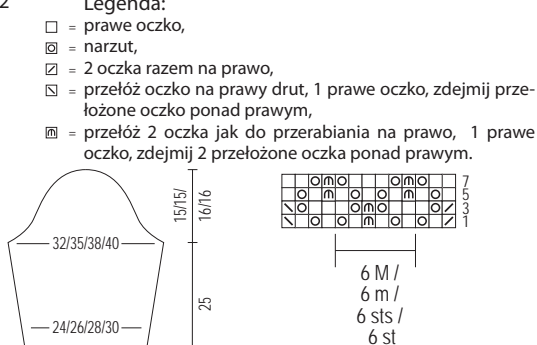 2
Legenda:
= prawe oczko,
= narzut,
= 2 oczka razem na prawo,
= przełóż oczko na prawy drut, 1 prawe oczko, zdejmij prze-
łożone oczko ponad prawym,
= przełóż 2 oczka jak do przerabiania na prawo, 1 prawe
oczko, zdejmij 2 przełożone oczka ponad prawym.
15/15/
16/16
32/35/38/40
25
24/26/28/30
7
5
3
1
6 M /
6 m /
6 sts /
6 st